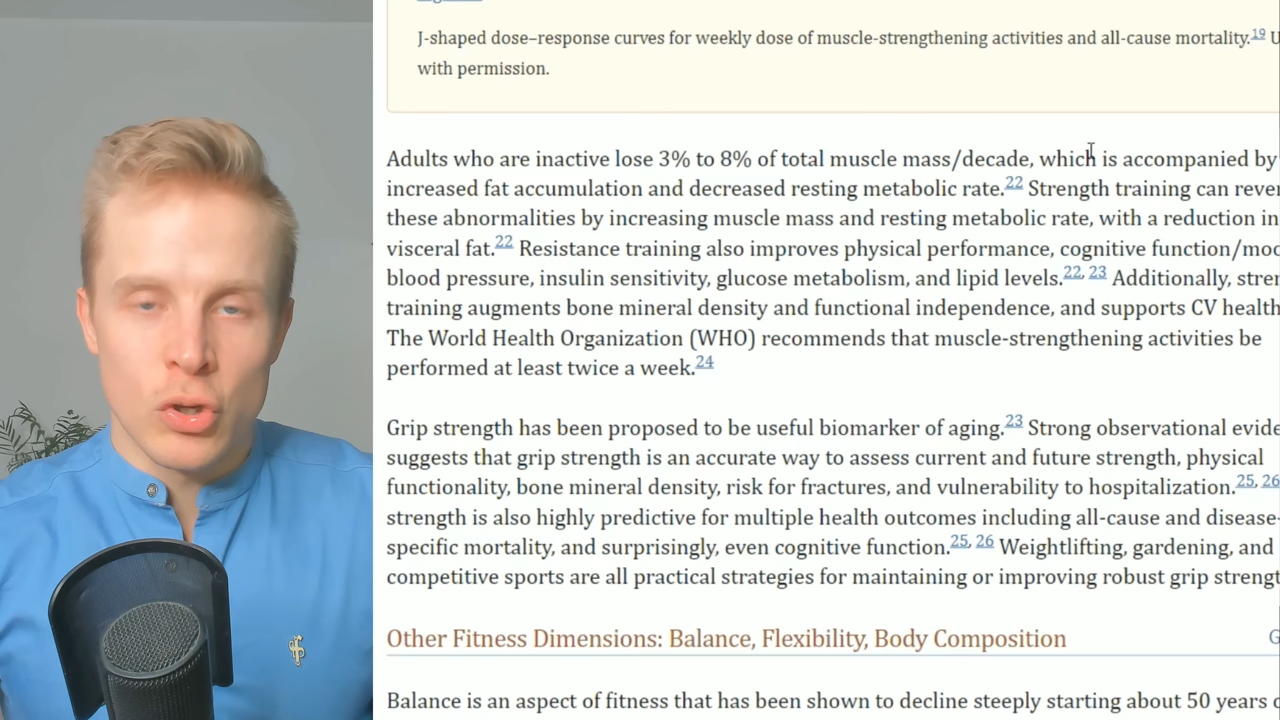 J-shaped dose–response curves for weekly dose of muscle-strengthening activities and all-cause mortality.19 U
with permission.
Adults who are inactive lose 3% to 8% of total muscle mass/decade, which is accompanied by
increased fat accumulation and decreased resting metabolic rate.22 Strength training can rever
these abnormalities by increasing muscle mass and resting metabolic rate, with a reduction in
visceral fat.22 Resistance training also improves physical performance, cognitive function/moo
blood pressure, insulin sensitivity, glucose metabolism, and lipid levels.22, 23 Additionally, stren
training augments bone mineral density and functional independence, and supports CV health
The World Health Organization (WHO) recommends that muscle-strengthening activities be
performed at least twice a week.24
Grip strength has been proposed to be useful biomarker of aging.23 Strong observational evide
suggests that grip strength is an accurate way to assess current and future strength, physical
functionality, bone mineral density, risk for fractures, and vulnerability to hospitalization.25, 26
strength is also highly predictive for multiple health outcomes including all-cause and disease-
specific mortality, and surprisingly, even cognitive function.25, 26 Weightlifting, gardening, and
competitive sports are all practical strategies for maintaining or improving robust grip strengt
Other Fitness Dimensions: Balance, Flexibility, Body Composition
G
Balance is an aspect of fitness that has been shown to decline steeply starting about 50 years o